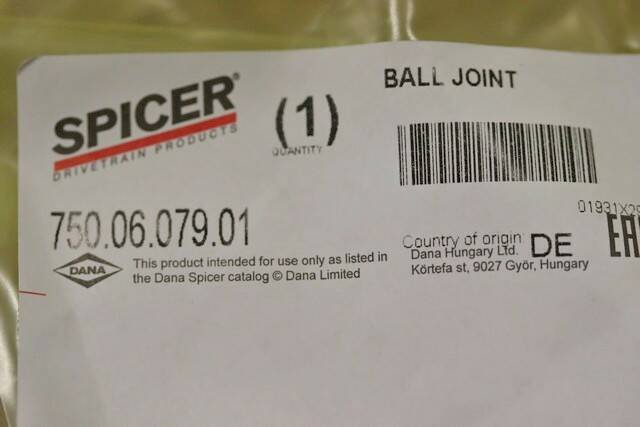 SPICER®
DRIVETRAIN PRODUCTS
(1)
QUANTITY
BALL JOINT
750.06.079.01
DANA
This product intended for use only as listed in
the Dana Spicer catalog © Dana Limited
Country of origin: DE
Dana Hungary Ltd.
Körtefa st, 9027 Győr, Hungary